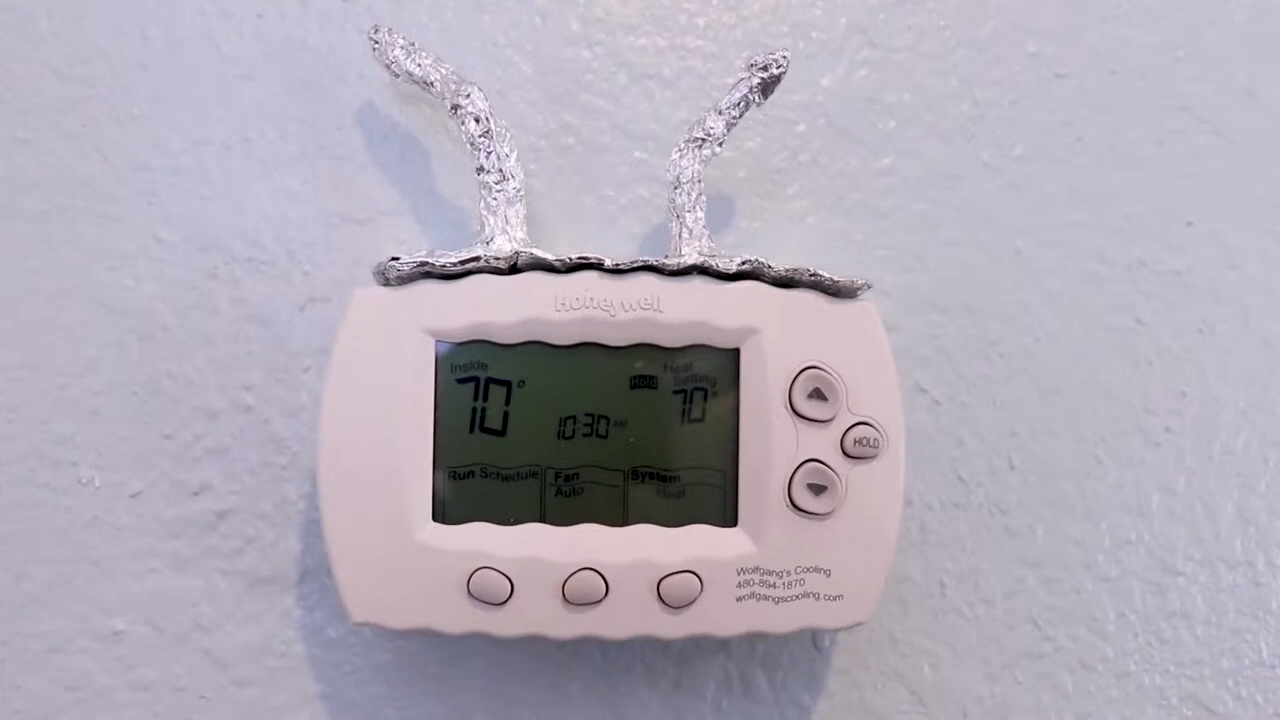 Honeywell
Inside
70°
Hold
Heat
Setting
70°
10:30 AM
Run Schedule
Fan
Auto
System
Heat
HOLD
Wolfgang's Cooling
480-894-1870
wolfgangscooling.com